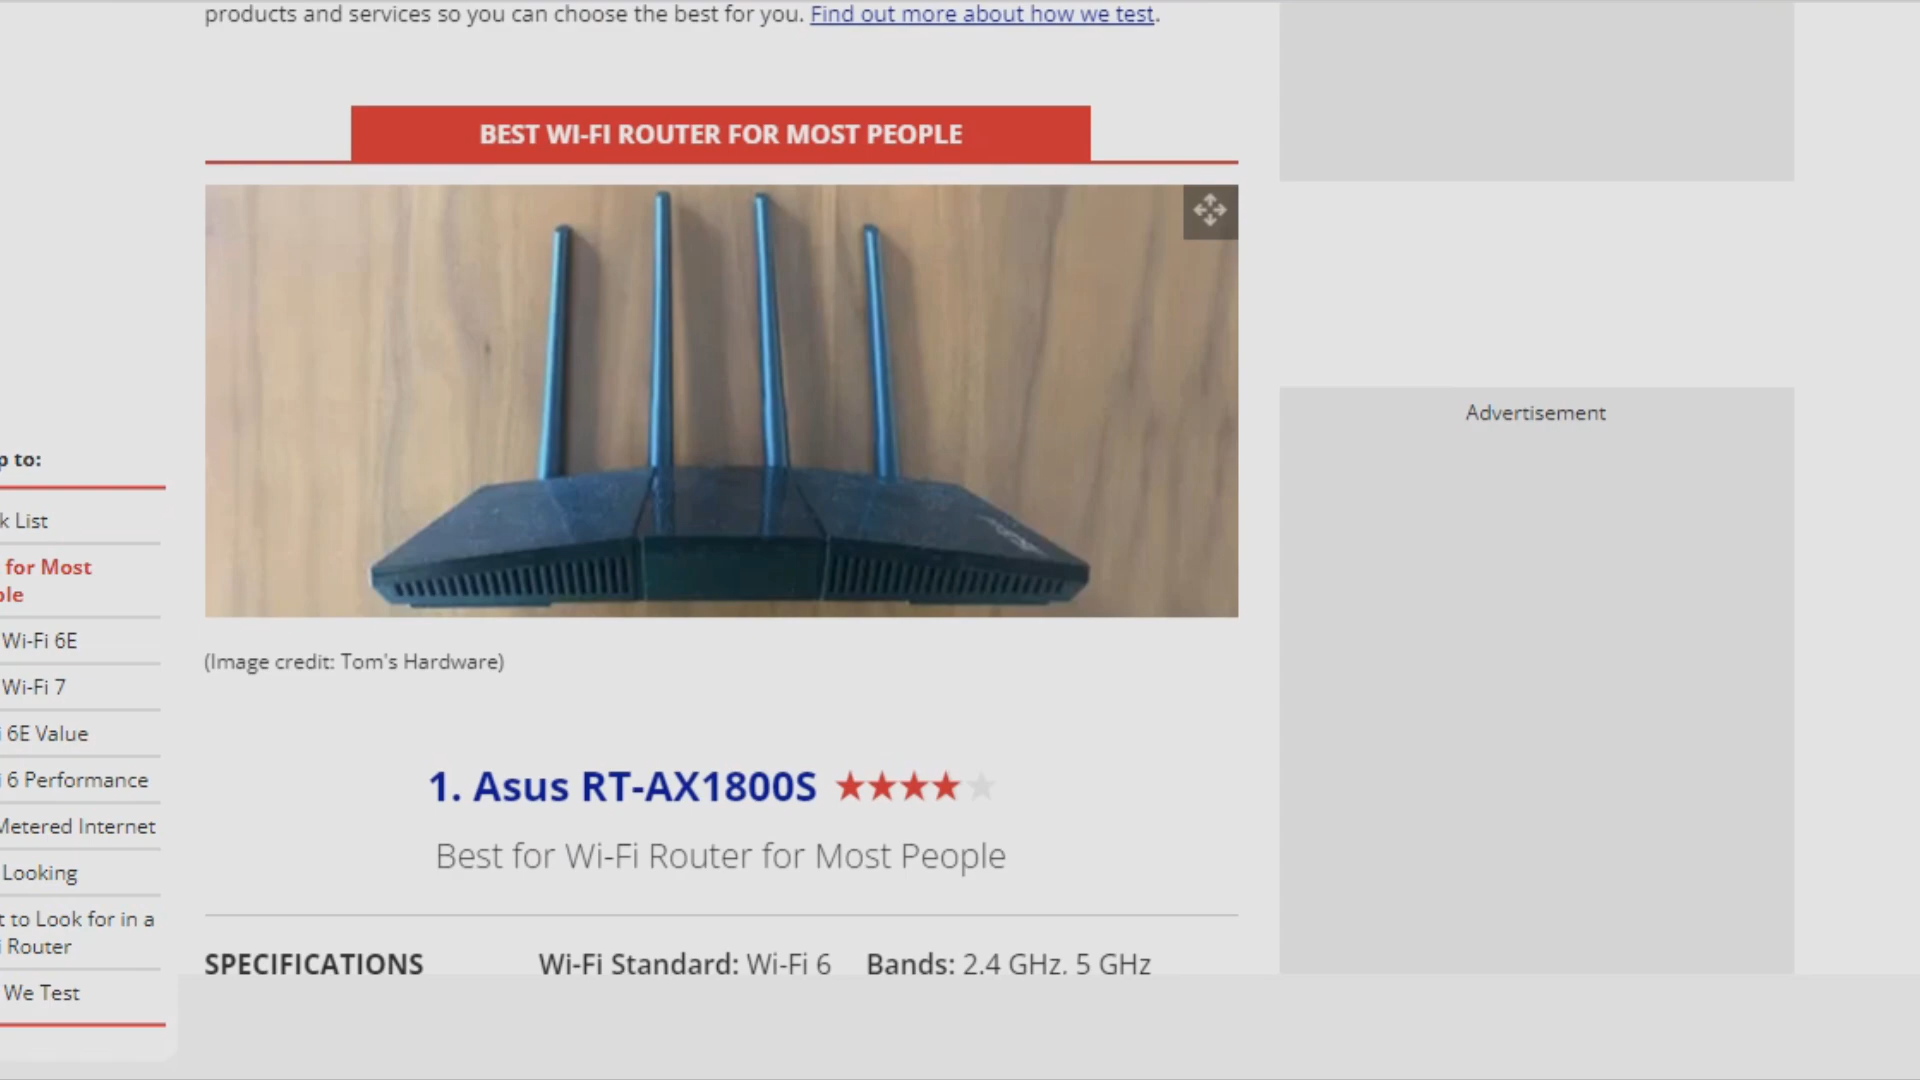 products and services so you can choose the best for you. Find out more about how we test.
BEST WI-FI ROUTER FOR MOST PEOPLE
(Image credit: Tom's Hardware)
1. Asus RT-AX1800S
Best for Wi-Fi Router for Most People
SPECIFICATIONS
Wi-Fi Standard: Wi-Fi 6
Bands: 2.4 GHz, 5 GHz
p to:
k List
for Most
ple
Wi-Fi 6E
Wi-Fi 7
i 6E Value
i 6 Performance
Metered Internet
Looking
t to Look for in a
i Router
We Test
Advertisement